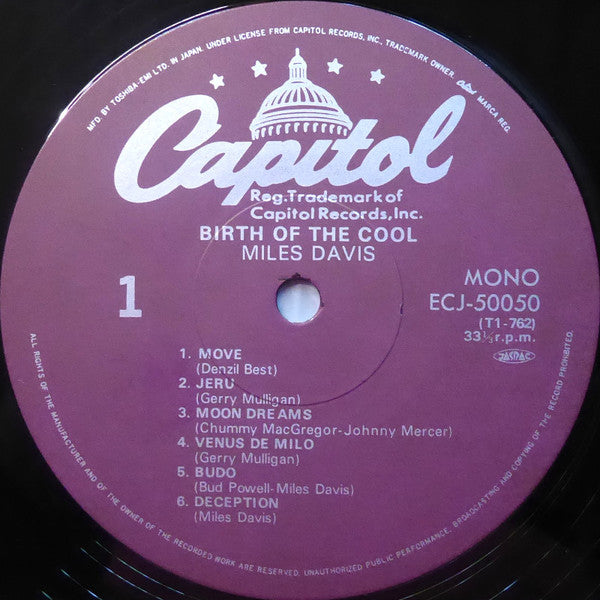 MFD. BY TOSHIBA-EMI LTD. IN JAPAN. UNDER LICENSE FROM CAPITOL RECORDS, INC., TRADEMARK OWNER. Capitol MARCA REG.
Capitol
Reg.Trademark of
Capitol Records,Inc.
BIRTH OF THE COOL
MILES DAVIS
1
MONO
ECJ-50050
(T1-762)
33⅓r.p.m.
JASRAC
1. MOVE
(Denzil Best)
2. JERU
(Gerry Mulligan)
3. MOON DREAMS
(Chummy MacGregor-Johnny Mercer)
4. VENUS DE MILO
(Gerry Mulligan)
5. BUDO
(Bud Powell-Miles Davis)
6. DECEPTION
(Miles Davis)
ALL RIGHTS OF THE MANUFACTURER AND OF THE OWNER OF THE RECORDED WORK ARE RESERVED. UNAUTHORIZED PUBLIC PERFORMANCE, BROADCASTING AND COPYING OF THE RECORD PROHIBITED.